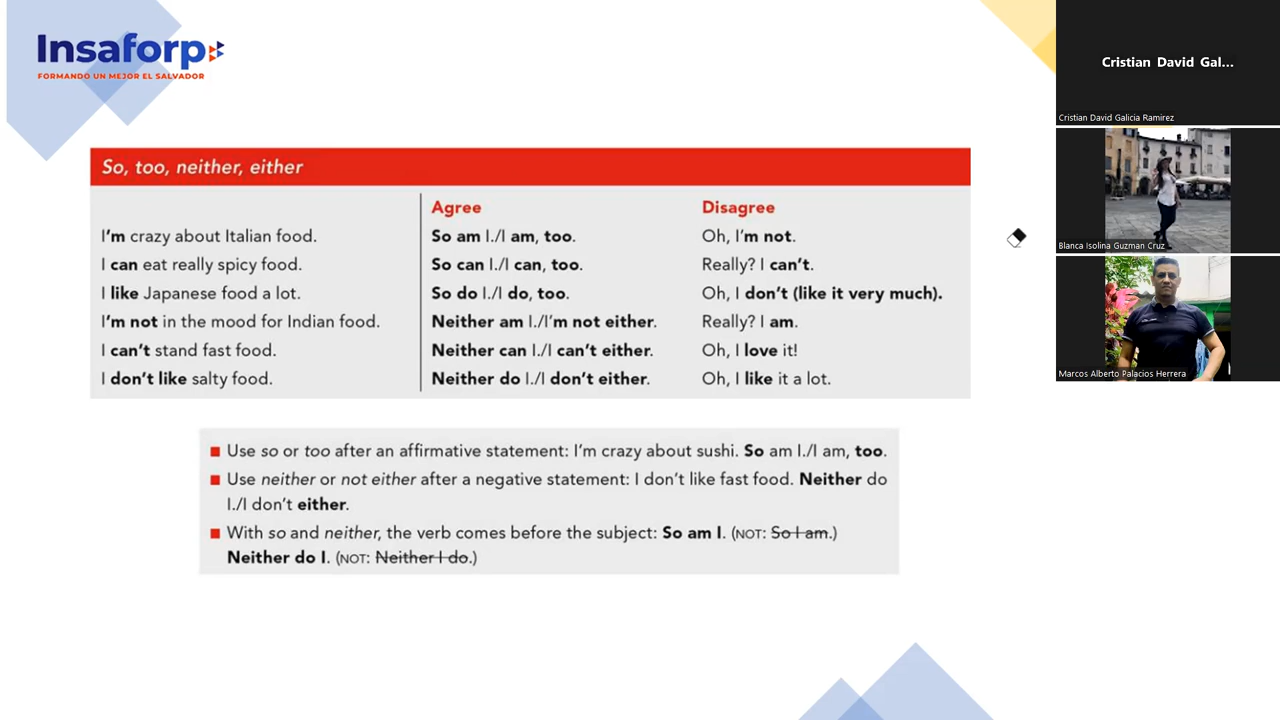 Insaforp
FORMANDO UN MEJOR EL SALVADOR
So, too, neither, either
Agree Disagree
I'm crazy about Italian food. So am I./I am, too. Oh, I'm not.
I can eat really spicy food. So can I./I can, too. Really? I can't.
I like Japanese food a lot. So do I./I do, too. Oh, I don't (like it very much).
I'm not in the mood for Indian food. Neither am I./I'm not either. Really? I am.
I can't stand fast food. Neither can I./I can't either. Oh, I love it!
I don't like salty food. Neither do I./I don't either. Oh, I like it a lot.
Use so or too after an affirmative statement: I'm crazy about sushi. So am I./I am, too.
Use neither or not either after a negative statement: I don't like fast food. Neither do
I./I don't either.
With so and neither, the verb comes before the subject: So am I. (NOT: So I am.)
Neither do I. (NOT: Neither I do.)
Cristian David Gal...
Cristian David Galicia Ramirez
Blanca Isolina Guzman Cruz
Marcos Alberto Palacios Herrera